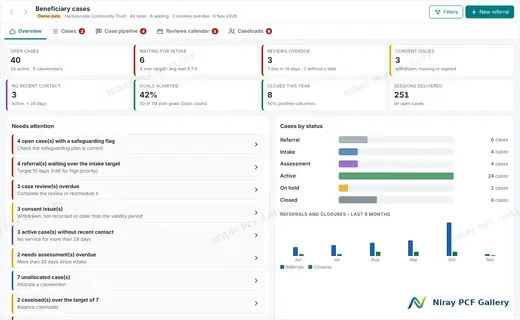 Beneficiary cases
Demo data · Harbourside Community Trust · 40 open · 6 waiting · 3 reviews overdue · 6 Nov 2026
Filters
+ New referral
Overview
Cases 2
Case pipeline 4
Reviews calendar 3
Caseloads 9
OPEN CASES
40
24 active · 5 caseworkers
WAITING FOR INTAKE
6
4 over target · avg wait 9.7 d
REVIEWS OVERDUE
3
7 due in 14 days · 3 without a date
CONSENT ISSUES
3
withdrawn, missing or expired
NO RECENT CONTACT
3
active, > 28 days
GOALS ACHIEVED
42%
50 of 118 plan goals (open cases)
CLOSED THIS YEAR
8
50% positive outcomes
SESSIONS DELIVERED
251
on open cases
Needs attention
4 open case(s) with a safeguarding flag
Check the safeguarding plan is current
4 referral(s) waiting over the intake target
Target 10 days (half for high priority)
3 case review(s) overdue
Complete the review or reschedule it
3 consent issue(s)
Withdrawn, not recorded or older than the validity period
3 active case(s) without recent contact
No service for more than 28 days
2 needs assessment(s) overdue
More than 20 days since intake
7 unallocated case(s)
Allocate a caseworker
2 caseload(s) over the target of 7
Balance caseloads
Cases by status
Referral 6 cases
Intake 4 cases
Assessment 4 cases
Active 24 cases
On hold 2 cases
Closed 8 cases
REFERRALS AND CLOSURES – LAST 6 MONTHS
Jun Jul Aug Sep Oct Nov
Referrals Closures
Niray PCF Gallery